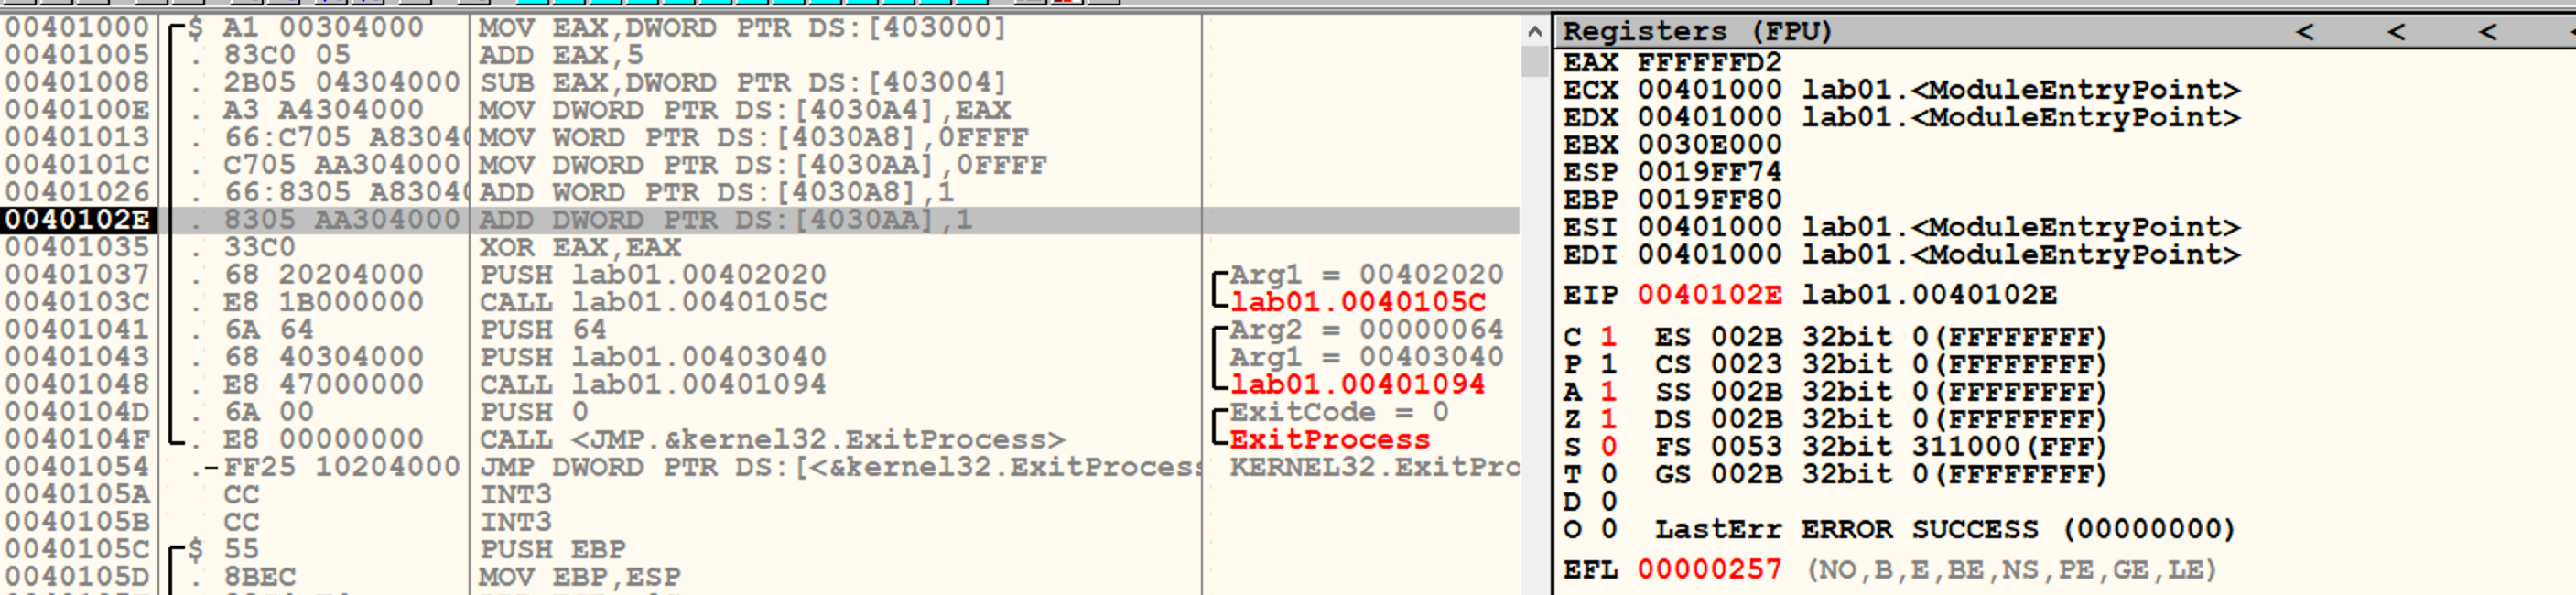 00401000 $ A1 00304000 MOV EAX,DWORD PTR DS:[403000]
00401005 . 83C0 05 ADD EAX,5
00401008 . 2B05 04304000 SUB EAX,DWORD PTR DS:[403004]
0040100E . A3 A4304000 MOV DWORD PTR DS:[4030A4],EAX
00401013 . 66:C705 A8304( MOV WORD PTR DS:[4030A8],0FFFF
0040101C . C705 AA304000 MOV DWORD PTR DS:[4030AA],0FFFF
00401026 . 66:8305 A8304( ADD WORD PTR DS:[4030A8],1
0040102E . 8305 AA304000 ADD DWORD PTR DS:[4030AA],1
00401035 . 33C0 XOR EAX,EAX
00401037 . 68 20204000 PUSH lab01.00402020 Arg1 = 00402020
0040103C . E8 1B000000 CALL lab01.0040105C lab01.0040105C
00401041 . 6A 64 PUSH 64 Arg2 = 00000064
00401043 . 68 40304000 PUSH lab01.00403040 Arg1 = 00403040
00401048 . E8 47000000 CALL lab01.00401094 lab01.00401094
0040104D . 6A 00 PUSH 0 ExitCode = 0
0040104F . E8 00000000 CALL <JMP.&kernel32.ExitProcess> ExitProcess
00401054 .-FF25 10204000 JMP DWORD PTR DS:[<&kernel32.ExitProces KERNEL32.ExitPro
0040105A CC INT3
0040105B CC INT3
0040105C $ 55 PUSH EBP
0040105D . 8BEC MOV EBP,ESP
Registers (FPU) < < <
EAX FFFFFFD2
ECX 00401000 lab01.<ModuleEntryPoint>
EDX 00401000 lab01.<ModuleEntryPoint>
EBX 0030E000
ESP 0019FF74
EBP 0019FF80
ESI 00401000 lab01.<ModuleEntryPoint>
EDI 00401000 lab01.<ModuleEntryPoint>
EIP 0040102E lab01.0040102E
C 1 ES 002B 32bit 0(FFFFFFFF)
P 1 CS 0023 32bit 0(FFFFFFFF)
A 1 SS 002B 32bit 0(FFFFFFFF)
Z 1 DS 002B 32bit 0(FFFFFFFF)
S 0 FS 0053 32bit 311000(FFF)
T 0 GS 002B 32bit 0(FFFFFFFF)
D 0
O 0 LastErr ERROR SUCCESS (00000000)
EFL 00000257 (NO,B,E,BE,NS,PE,GE,LE)